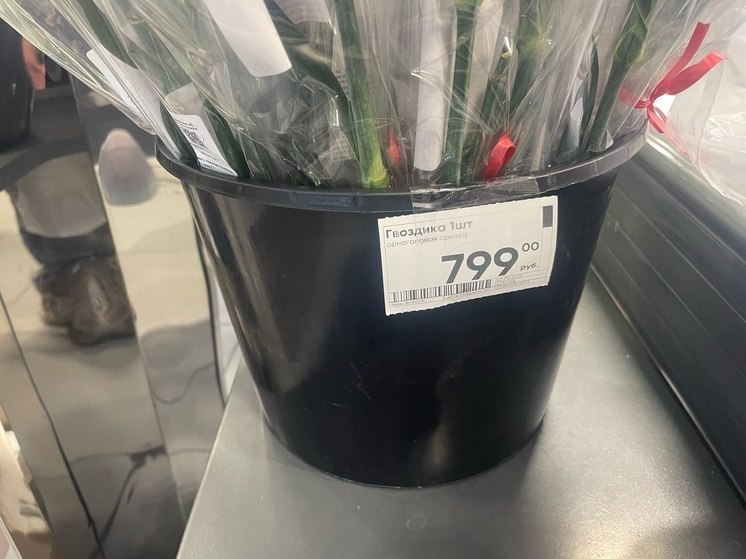 Гвоздика 1шт
одноголовая срезка
799 00
руб.